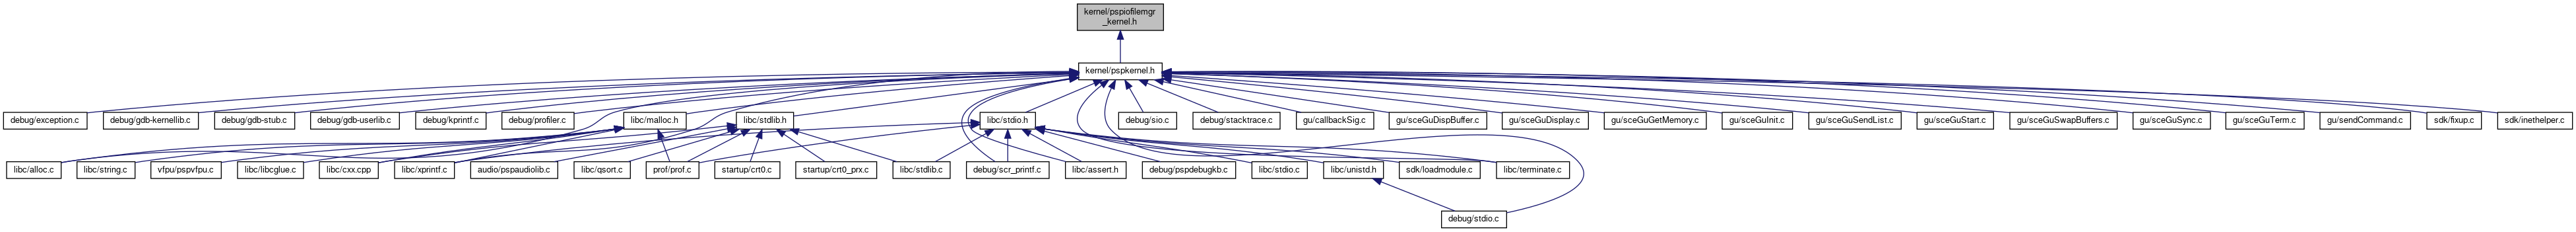 kernel/pspiofilemgr
_kernel.h
kernel/pspkernel.h
debug/exception.c
debug/gdb-kernellib.c
debug/gdb-stub.c
debug/gdb-userlib.c
debug/kprintf.c
debug/profiler.c
libc/malloc.h
libc/stdlib.h
libc/stdio.h
debug/sio.c
debug/stacktrace.c
gu/callbackSig.c
gu/sceGuDispBuffer.c
gu/sceGuDisplay.c
gu/sceGuGetMemory.c
gu/sceGuInit.c
gu/sceGuSendList.c
gu/sceGuStart.c
gu/sceGuSwapBuffers.c
gu/sceGuSync.c
gu/sceGuTerm.c
gu/sendCommand.c
sdk/fixup.c
sdk/inethelper.c
libc/alloc.c
libc/string.c
vfpu/pspvfpu.c
libc/libcglue.c
libc/cxx.cpp
libc/xprintf.c
audio/pspaudiolib.c
libc/qsort.c
prof/prof.c
startup/crt0.c
startup/crt0_prx.c
libc/stdlib.c
debug/scr_printf.c
libc/assert.h
debug/pspdebugkb.c
libc/stdio.c
libc/unistd.h
sdk/loadmodule.c
libc/terminate.c
debug/stdio.c